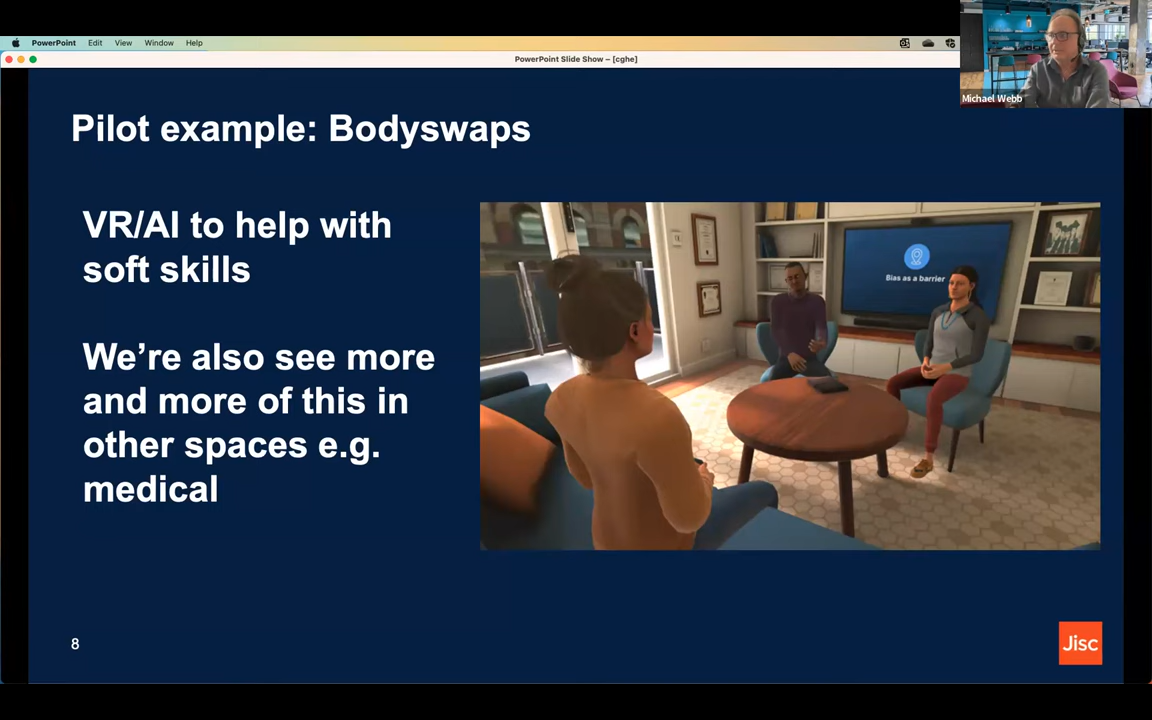 PowerPoint Edit View Window Help
PowerPoint Slide Show – [cghe]
Michael Webb
Pilot example: Bodyswaps
VR/AI to help with
soft skills
We're also see more
and more of this in
other spaces e.g.
medical
Bias as a barrier
8
Jisc